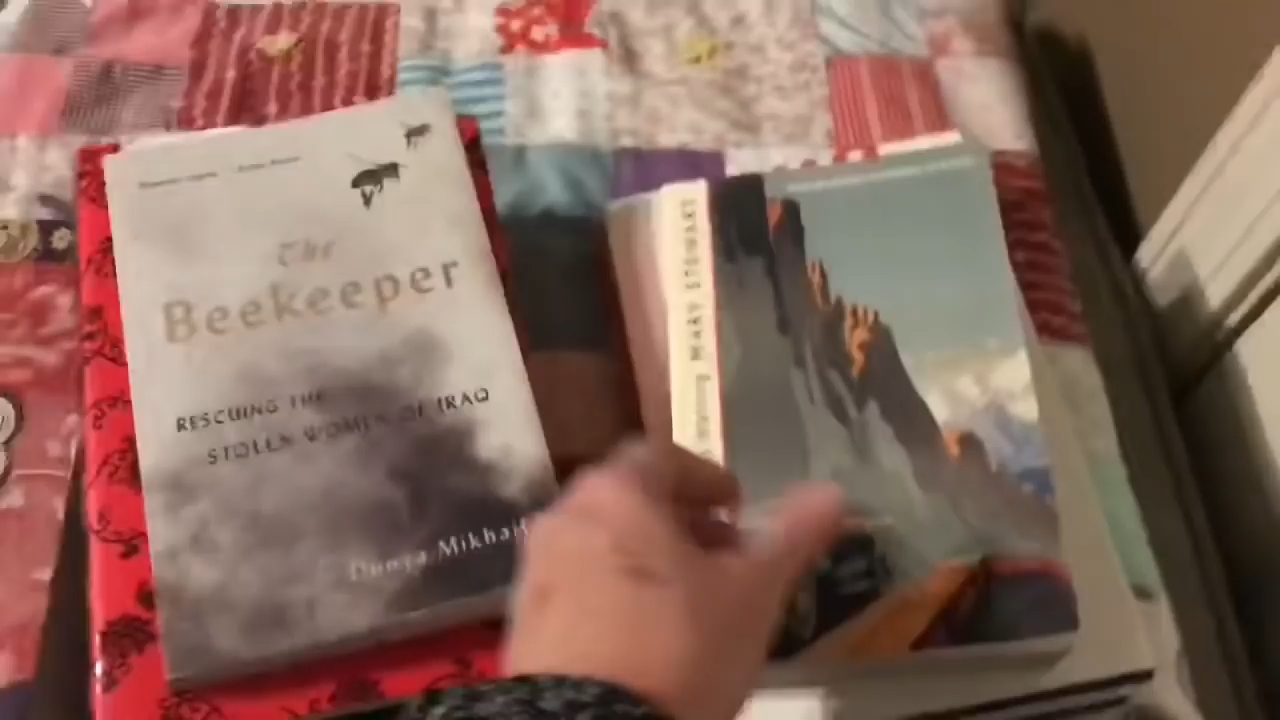 The
Beekeeper
RESCUING THE
STOLEN WOMEN OF IRAQ
Dunya Mikhail
MARY STEWART